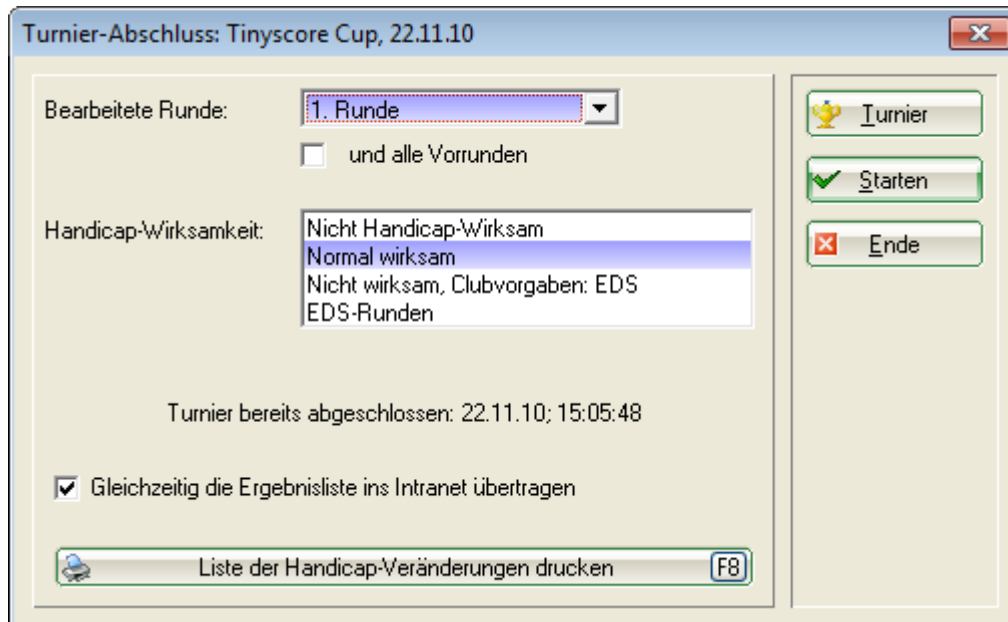 Turnier-Abschluss: Tinyscore Cup, 22.11.10
Bearbeitete Runde:
1. Runde
und alle Vorrunden
Handicap-Wirksamkeit:
Nicht Handicap-Wirksam
Normal wirksam
Nicht wirksam, Clubvorgaben: EDS
EDS-Runden
Turnier bereits abgeschlossen: 22.11.10; 15:05:48
Gleichzeitig die Ergebnisliste ins Intranet übertragen
Liste der Handicap-Veränderungen drucken F8
Turnier
Starten
Ende